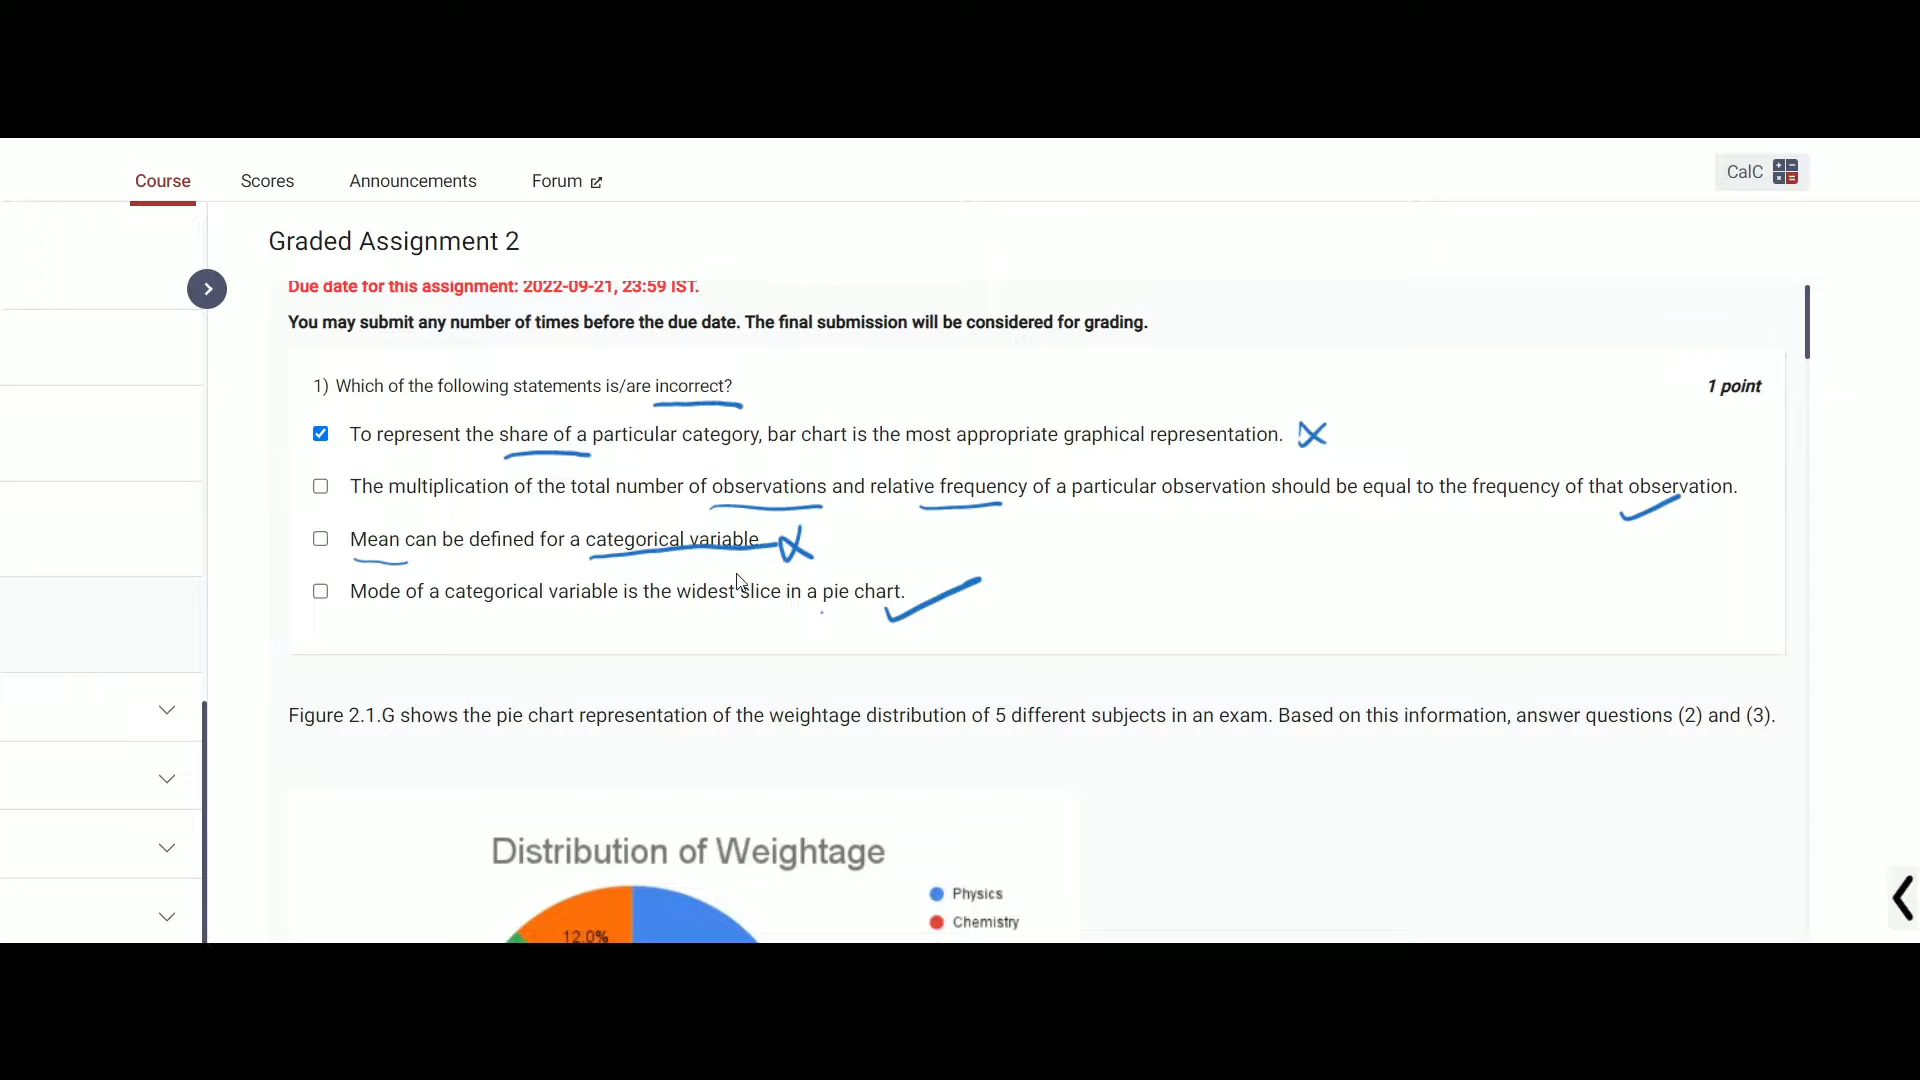 Course Scores Announcements Forum CalC
Graded Assignment 2
Due date for this assignment: 2022-09-21, 23:59 IST.
You may submit any number of times before the due date. The final submission will be considered for grading.
1) Which of the following statements is/are incorrect? 1 point
To represent the share of a particular category, bar chart is the most appropriate graphical representation.
The multiplication of the total number of observations and relative frequency of a particular observation should be equal to the frequency of that observation.
Mean can be defined for a categorical variable
Mode of a categorical variable is the widest slice in a pie chart.
Figure 2.1.G shows the pie chart representation of the weightage distribution of 5 different subjects in an exam. Based on this information, answer questions (2) and (3).
Distribution of Weightage
Physics
Chemistry
12.0%